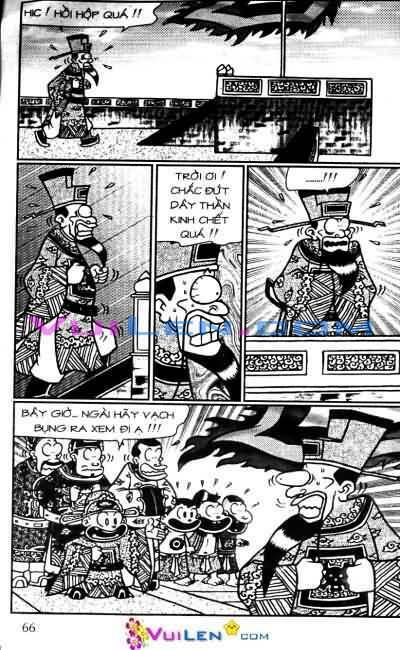 HIC ! HỒI HỘP QUÁ !!
TRỜI ƠI !
CHẮC ĐỨT
DÂY THẦN
KINH CHẾT
QUÁ !!
.........!!!
VUILEN.COM
BÂY GIỜ... NGÀI HÃY VẠCH
BỤNG RA XEM ĐI Ạ !!!
66
VUILEN.COM